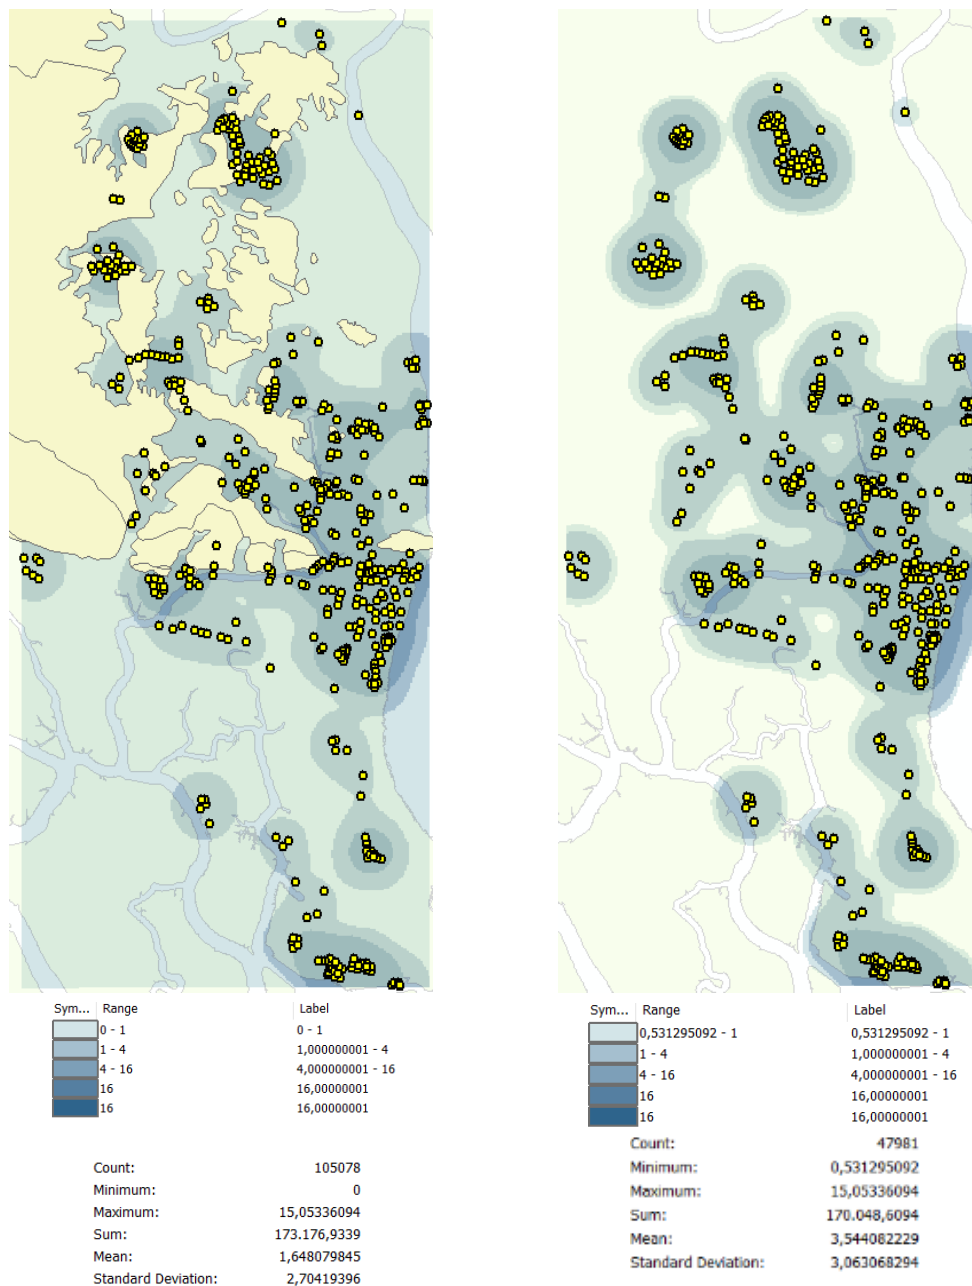 Sym... Range Label
0 - 1 0 - 1
1 - 4 1,000000001 - 4
4 - 16 4,000000001 - 16
16 16,00000001
16 16,00000001
Count: 105078
Minimum: 0
Maximum: 15,05336094
Sum: 173.176,9339
Mean: 1,648079845
Standard Deviation: 2,70419396
Sym... Range Label
0,531295092 - 1 0,531295092 - 1
1 - 4 1,000000001 - 4
4 - 16 4,000000001 - 16
16 16,00000001
16 16,00000001
Count: 47981
Minimum: 0,531295092
Maximum: 15,05336094
Sum: 170.048,6094
Mean: 3,544082229
Standard Deviation: 3,063068294